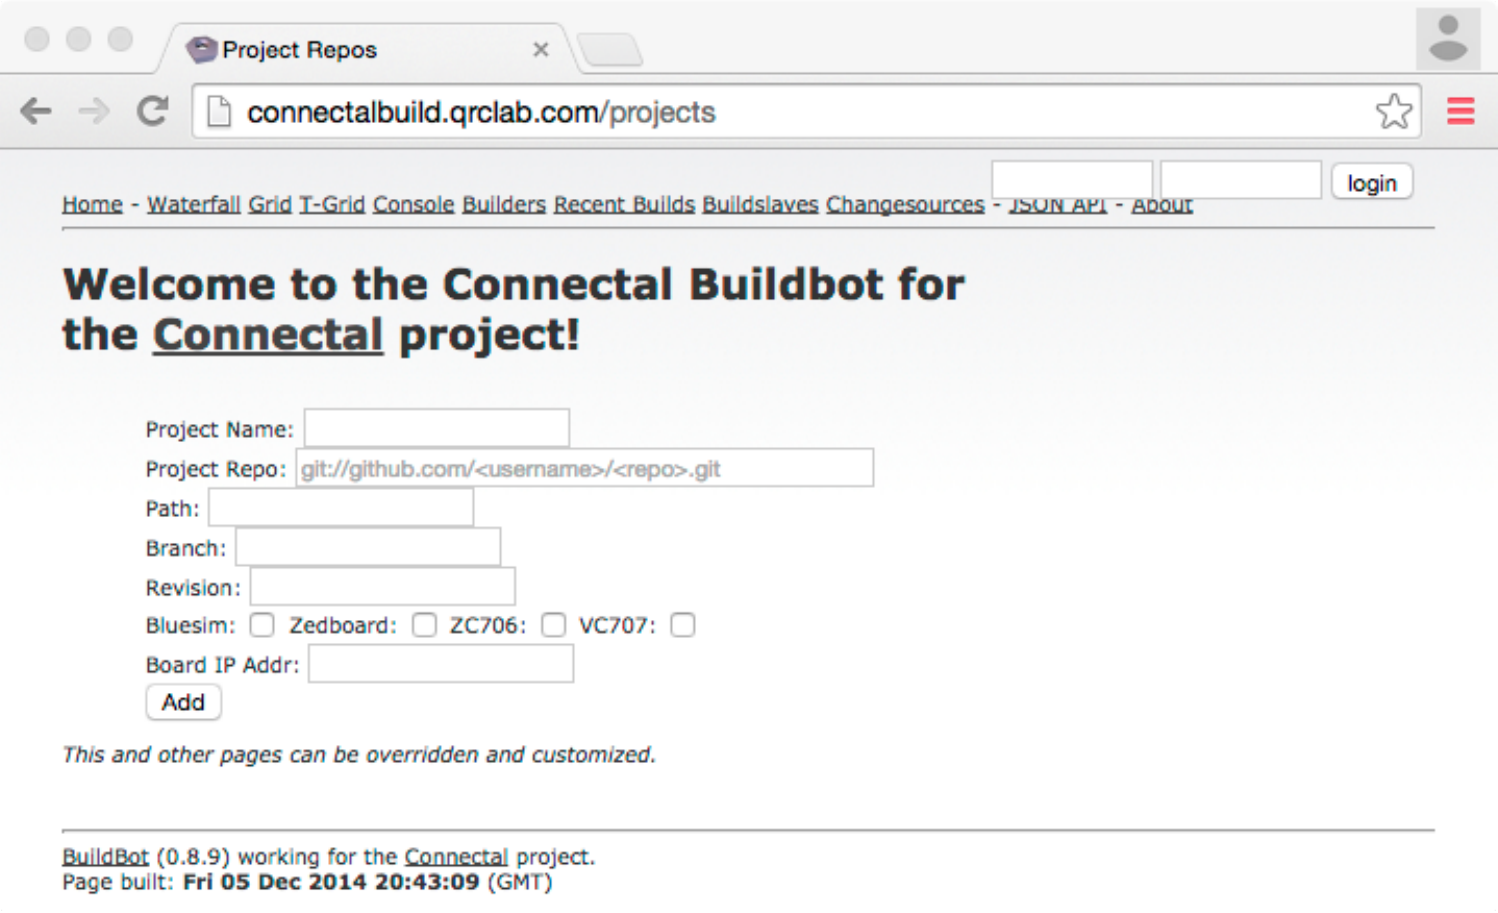 Project Repos
connectalbuild.qrclab.com/projects
login
Home - Waterfall Grid T-Grid Console Builders Recent Builds Buildslaves Changesources - JSON API - About
Welcome to the Connectal Buildbot for
the Connectal project!
Project Name:
Project Repo: git://github.com/<username>/<repo>.git
Path:
Branch:
Revision:
Bluesim: Zedboard: ZC706: VC707:
Board IP Addr:
Add
This and other pages can be overridden and customized.
BuildBot (0.8.9) working for the Connectal project.
Page built: Fri 05 Dec 2014 20:43:09 (GMT)